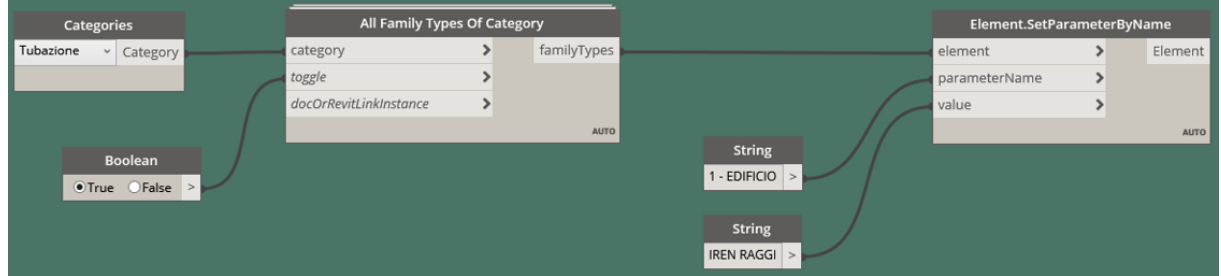 Categories
Tubazione Category
Boolean
True False >
All Family Types Of Category
category > familyTypes
toggle >
docOrRevitLinkInstance >
AUTO
String
1 - EDIFICIO >
String
IREN RAGGI >
Element.SetParameterByName
element > Element
parameterName >
value >
AUTO